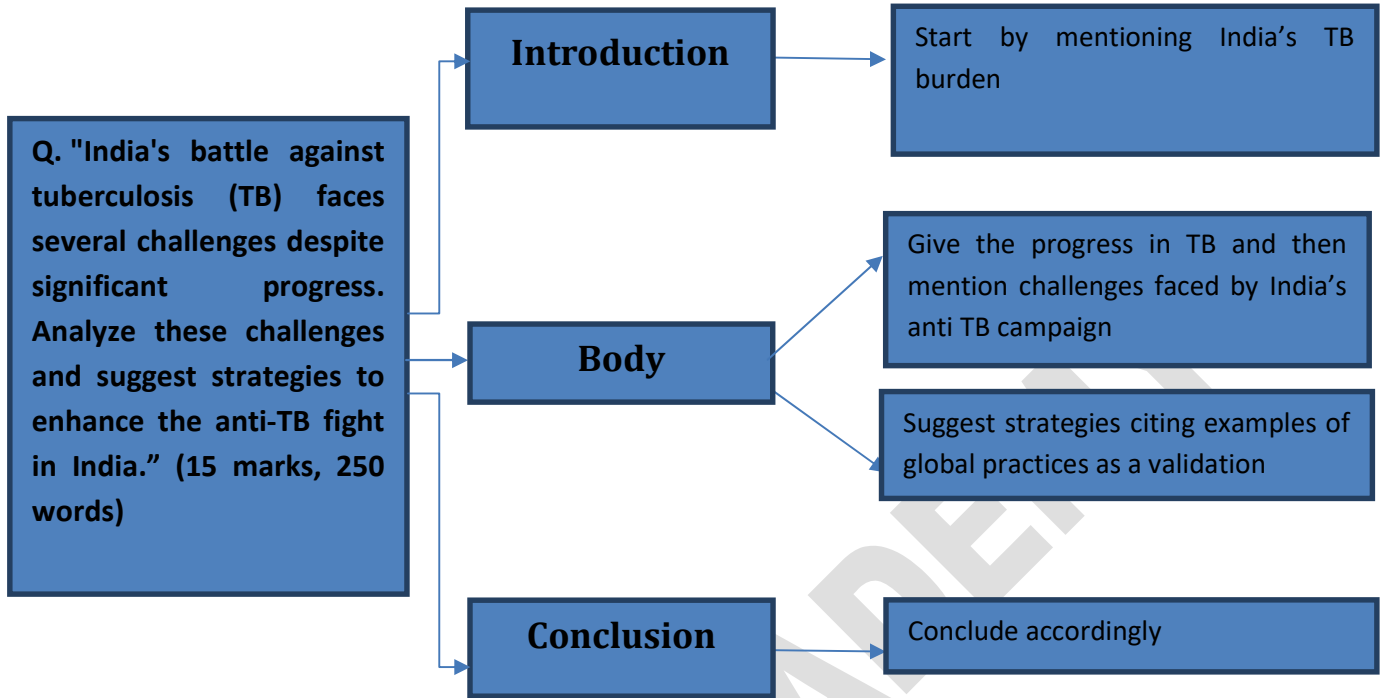 Introduction
Start by mentioning India’s TB
burden
Q. "India's battle against
tuberculosis (TB) faces
several challenges despite
significant progress.
Analyze these challenges
and suggest strategies to
enhance the anti-TB fight
in India.” (15 marks, 250
words)
Body
Give the progress in TB and then
mention challenges faced by India’s
anti TB campaign
Suggest strategies citing examples of
global practices as a validation
Conclusion
Conclude accordingly